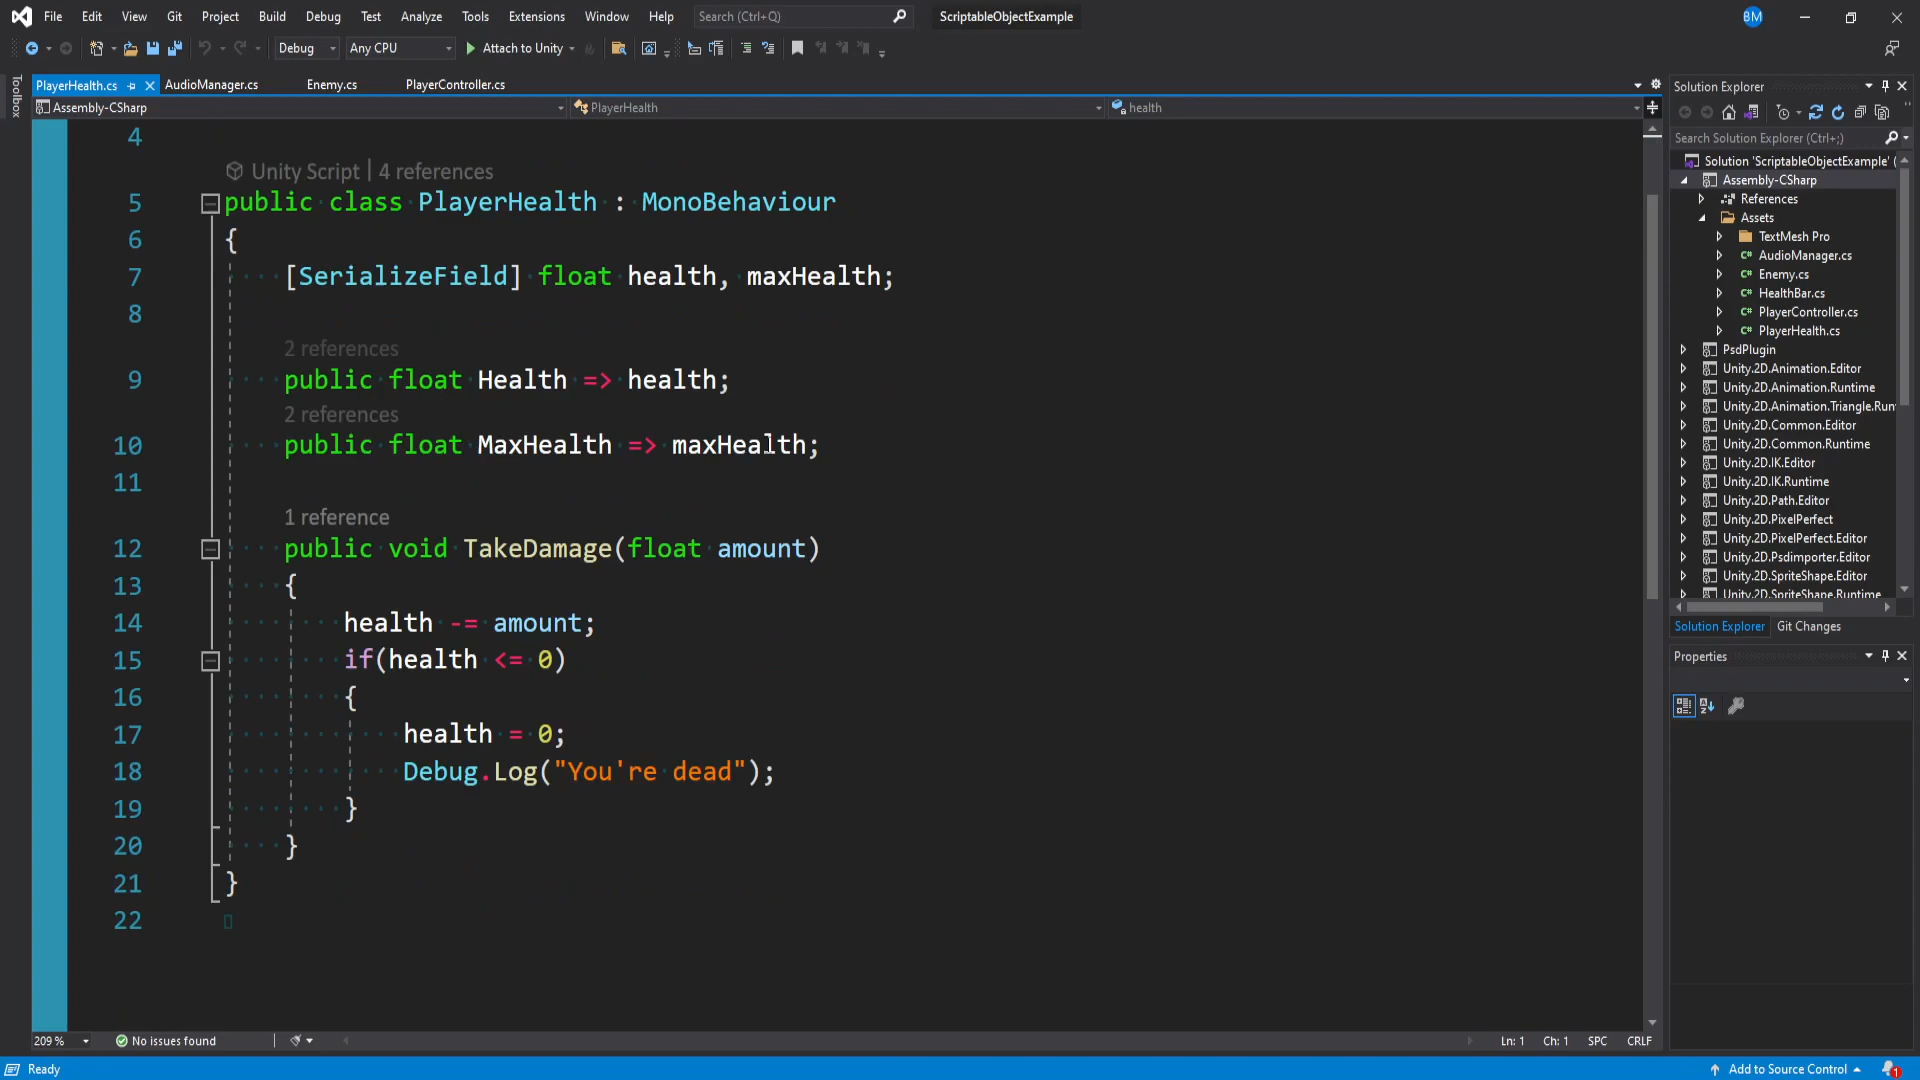 File Edit View Git Project Build Debug Test Analyze Tools Extensions Window Help Search (Ctrl+Q) ScriptableObjectExample BM
Debug Any CPU Attach to Unity
Toolbox
PlayerHealth.cs AudioManager.cs Enemy.cs PlayerController.cs
Assembly-CSharp PlayerHealth health
4
Unity Script | 4 references
5 public class PlayerHealth : MonoBehaviour
6 {
7 [SerializeField] float health, maxHealth;
8
2 references
9 public float Health => health;
2 references
10 public float MaxHealth => maxHealth;
11
1 reference
12 public void TakeDamage(float amount)
13 {
14 health -= amount;
15 if(health <= 0)
16 {
17 health = 0;
18 Debug.Log("You're dead");
19 }
20 }
21 }
22
209 % No issues found Ln: 1 Ch: 1 SPC CRLF
Solution Explorer
Search Solution Explorer (Ctrl+;)
Solution 'ScriptableObjectExample' (
Assembly-CSharp
References
Assets
TextMesh Pro
AudioManager.cs
Enemy.cs
HealthBar.cs
PlayerController.cs
PlayerHealth.cs
PsdPlugin
Unity.2D.Animation.Editor
Unity.2D.Animation.Runtime
Unity.2D.Animation.Triangle.Run
Unity.2D.Common.Editor
Unity.2D.Common.Runtime
Unity.2D.IK.Editor
Unity.2D.IK.Runtime
Unity.2D.Path.Editor
Unity.2D.PixelPerfect
Unity.2D.PixelPerfect.Editor
Unity.2D.Psdimporter.Editor
Unity.2D.SpriteShape.Editor
Unity.2D.SpriteShape.Runtime
Solution Explorer Git Changes
Properties
Ready Add to Source Control 1